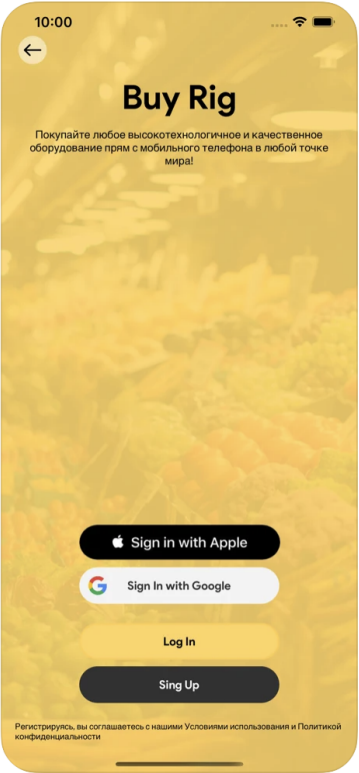 10:00
Buy Rig
Покупайте любое высокотехнологичное и качественное
оборудование прям с мобильного телефона в любой точке
мира!
Sign in with Apple
Sign In with Google
Log In
Sing Up
Регистрируясь, вы соглашаетесь с нашими Условиями использования и Политикой
конфиденциальности